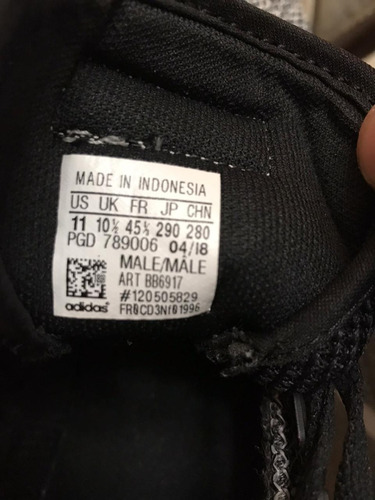 MADE IN INDONESIA
US UK FR JP CHN
11 10½ 45⅓ 290 280
PGD 789006 04/18
MALE/MALE
ART BB6917
#120505829
adidas FR0CD3NI01996